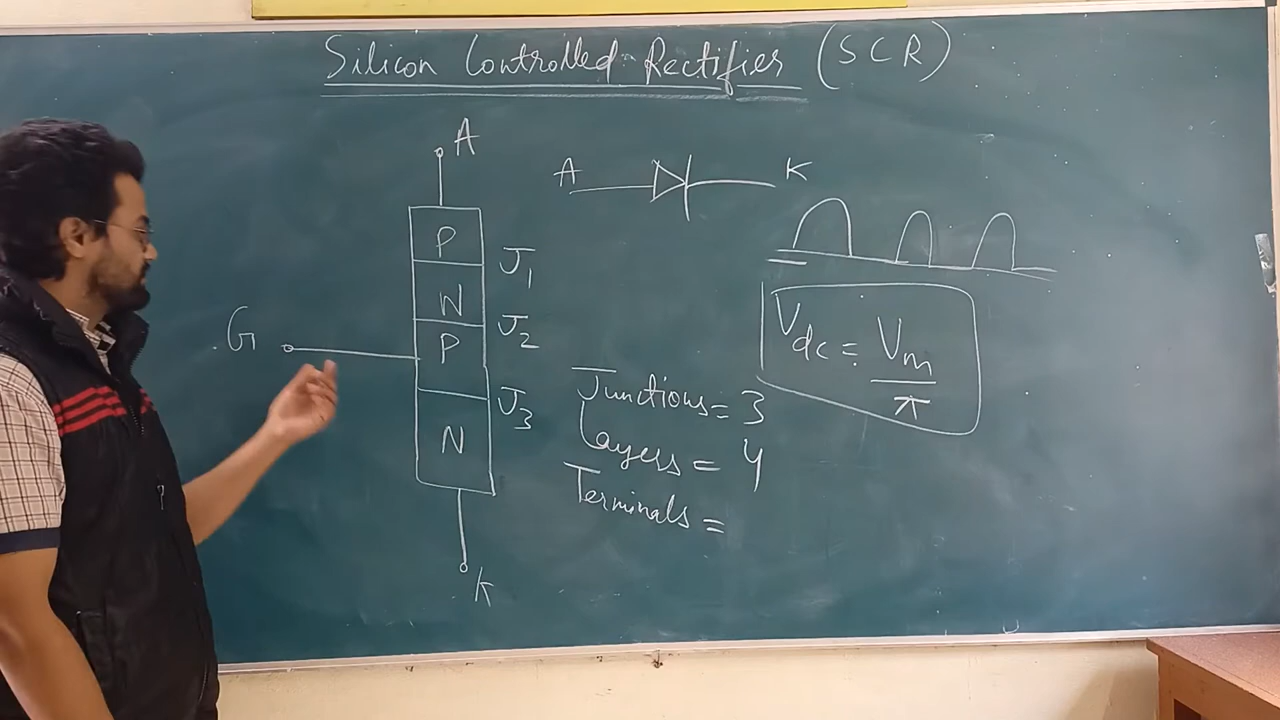 Silicon Controlled Rectifier (SCR)
A
A K
P
J1
N
J2
G
P
J3
N
K
Vdc = Vm/π
Junctions = 3
Layers = 4
Terminals =